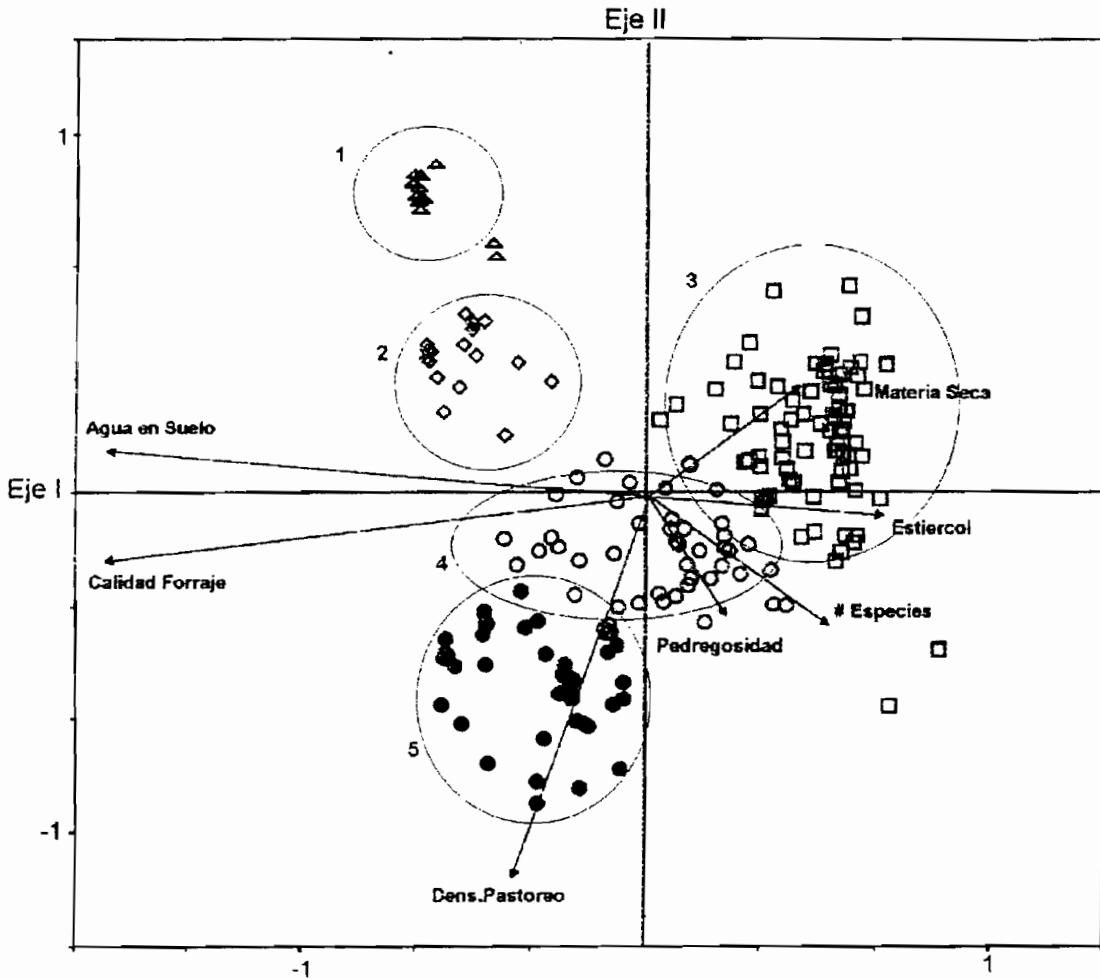 Eje II
1
1
3
2
Materia Seca
Agua en Suelo
Eje I
Estiercol
4
Calidad Forraje
# Especies
Pedregosidad
5
-1
Dens.Pastoreo
-1
1